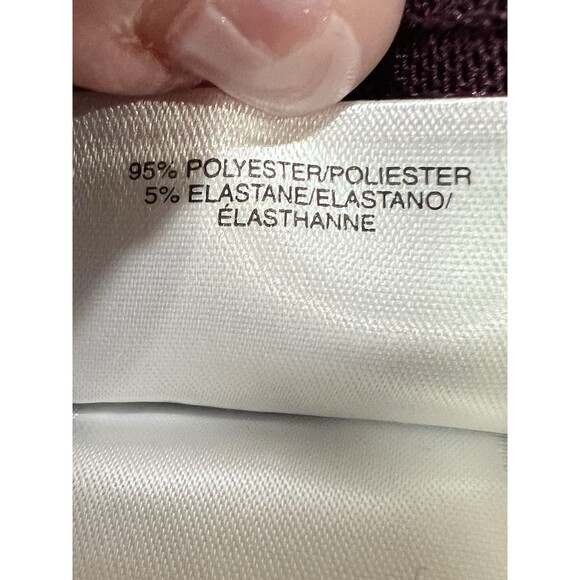 95% POLYESTER/POLIESTER
5% ELASTANE/ELASTANO/
ÉLASTHANNE